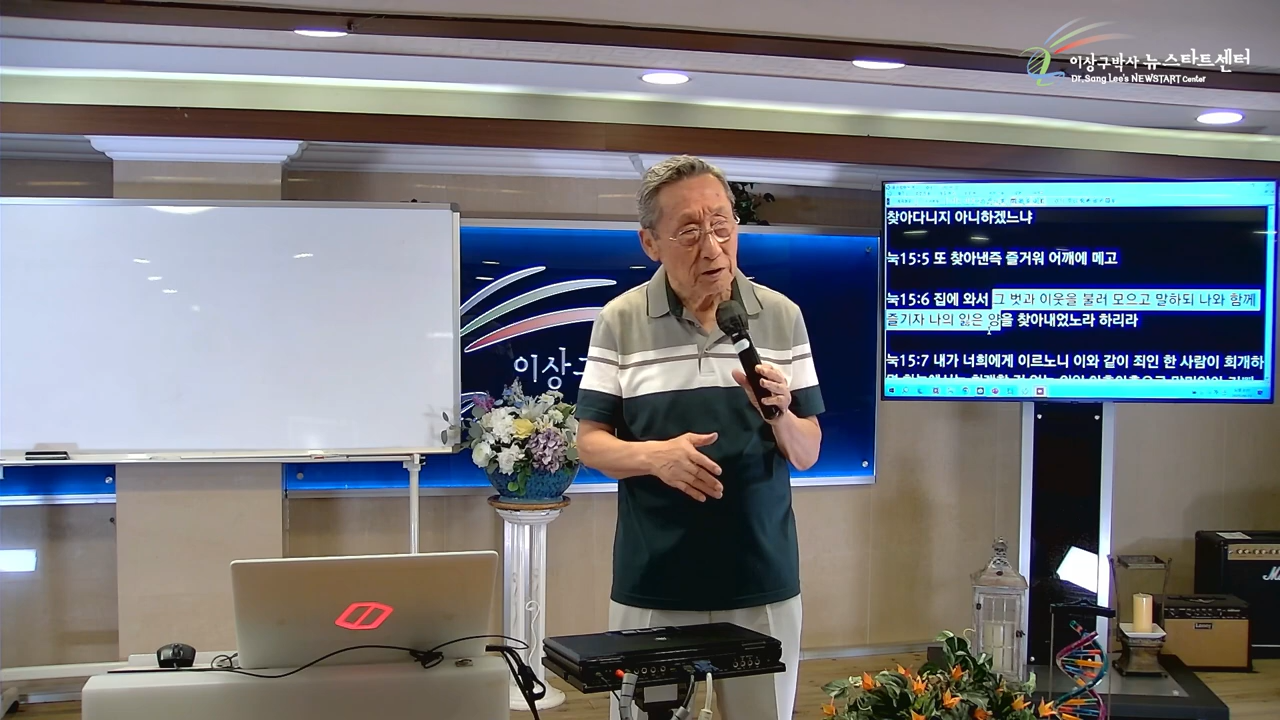 이상구박사 뉴스타트센터
Dr. Sang Lee's NEWSTART Center
찾아다니지 아니하겠느냐
눅15:5 또 찾아낸즉 즐거워 어깨에 메고
눅15:6 집에 와서 그 벗과 이웃을 불러 모으고 말하되 나와 함께
즐기자 나의 잃은 양을 찾아내었노라 하리라
눅15:7 내가 너희에게 이르노니 이와 같이 죄인 한 사람이 회개하
이상구